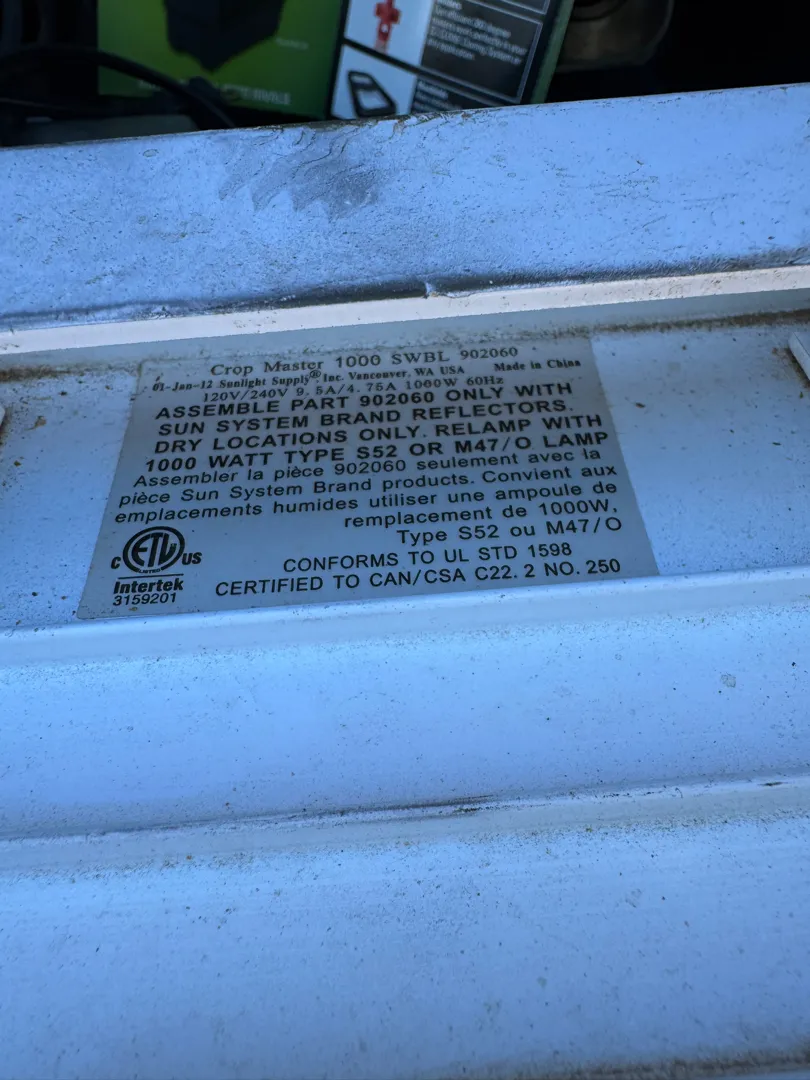 Crop Master 1000 SWBL 902060
01-Jan-12 Sunlight Supply® Inc. Vancouver, WA USA Made in China
120V/240V 9.5A/4.75A 1000W 60Hz
ASSEMBLE PART 902060 ONLY WITH
SUN SYSTEM BRAND REFLECTORS.
DRY LOCATIONS ONLY. RELAMP WITH
1000 WATT TYPE S52 OR M47/O LAMP
Assembler la pièce 902060 seulement avec la
pièce Sun System Brand products. Convient aux
emplacements humides utiliser une ampoule de
remplacement de 1000W,
Type S52 ou M47/O
C ETL US
LISTED
Intertek
3159201
CONFORMS TO UL STD 1598
CERTIFIED TO CAN/CSA C22.2 NO. 250